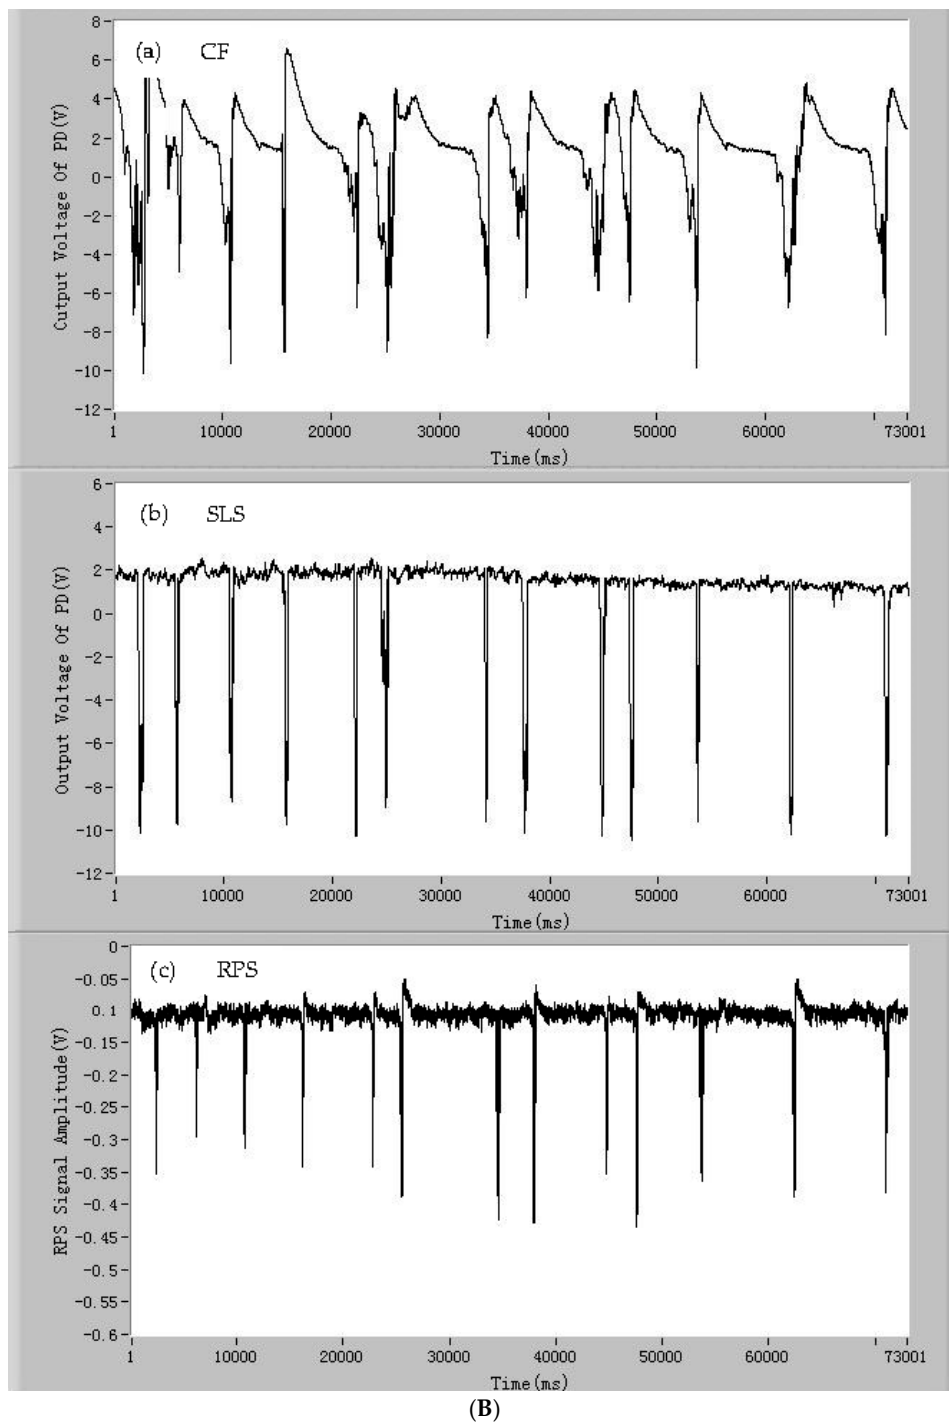 (a) CF
8
6
4
2
0
-2
-4
-6
-8
-10
-12
Cutput Voltage Of PD(V)
1 10000 20000 30000 40000 50000 60000 73001
Time(ms)
(b) SLS
6
4
2
0
-2
-4
-6
-8
-10
-12
Output Voltage Of PD(V)
1 10000 20000 30000 40000 50000 60000 73001
Time(ms)
(c) RPS
0
-0.05
0.1
-0.15
-0.2
-0.25
-0.3
-0.35
-0.4
-0.45
-0.5
-0.55
-0.6
RPS Signal Amplitude(V)
1 10000 20000 30000 40000 50000 60000 73001
Time(ms)
(B)